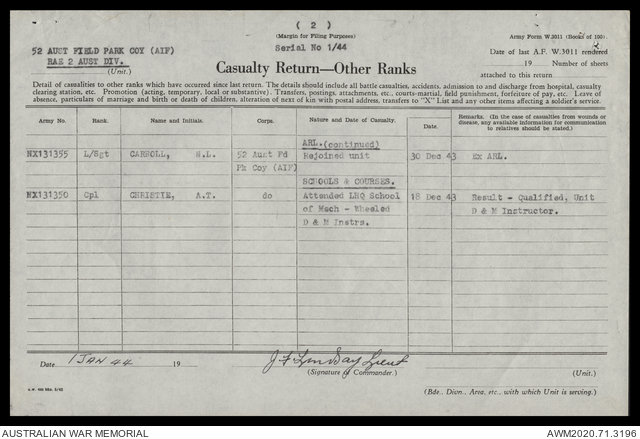 ( 2 )
(Margin for Filing Purposes)
Army Form W.3011 (Books of 100).
52 AUST FIELD PARK COY (AIF)
Serial No 1/44
Date of last A.F. W.3011 rendered
RAE 2 AUST DIV.
(Unit.)
19 Number of sheets
Casualty Return—Other Ranks
attached to this return
Detail of casualties to other ranks which have occurred since last return. The details should include all battle casualties, accidents, admission to and discharge from hospital, casualty
clearing station, etc. Promotion (acting, temporary, local or substantive). Transfers, postings, attachments, etc., courts-martial, field punishment, forfeiture of pay, etc. Leave of
absence, particulars of marriage and birth or death of children, alteration of next of kin with postal address, transfers to "X" List and any other items affecting a soldier's service.
Army No. Rank. Name and Initials. Corps. Nature and Date of Casualty. Date. Remarks. (In the case of casualties from wounds or
disease, any available information for communication
to relatives should be stated.)
ARL. (continued)
NX131355 L/Sgt CARROLL, 52 Aust Fd Rejoined unit 30 Dec 43 Ex ARL.
Pk Coy (AIF)
SCHOOLS & COURSES.
NX131350 Cpl CHRISTIE, A.T. do Attended LHQ School 18 Dec 43 Result - Qualified, Unit
of Mech - Wheeled D & M Instructor.
D & M Instrs.
Date 1 JAN 44 19
J F Lindsay Lieut
(Signature of Commander.)
(Unit.)
(Bde., Divn., Area, etc., with which Unit is serving.)
AUSTRALIAN WAR MEMORIAL
AWM2020.71.3196